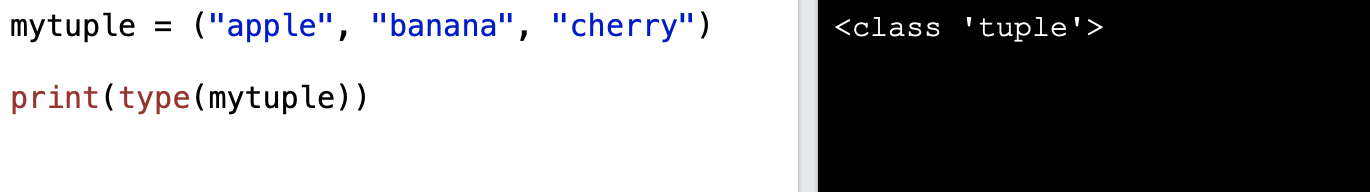 mytuple = ("apple", "banana", "cherry")
print(type(mytuple))
<class 'tuple'>